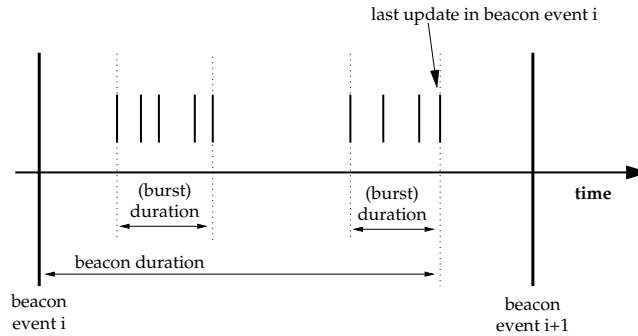 last update in beacon event i
(burst)
duration
(burst)
duration
time
beacon duration
beacon
event i
beacon
event i+1